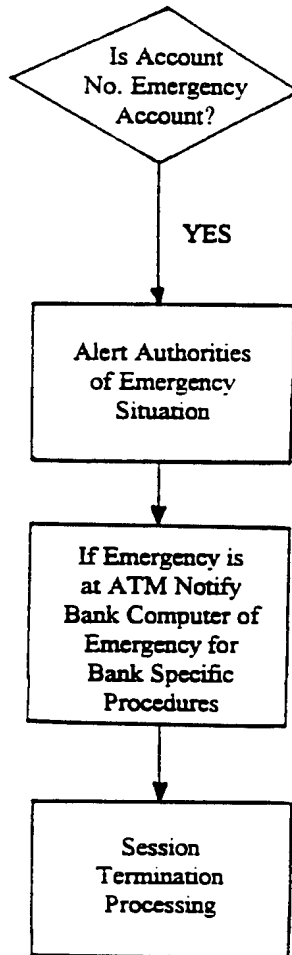 Is Account
No. Emergency
Account?
YES
Alert Authorities
of Emergency
Situation
If Emergency is
at ATM Notify
Bank Computer of
Emergency for
Bank Specific
Procedures
Session
Termination
Processing